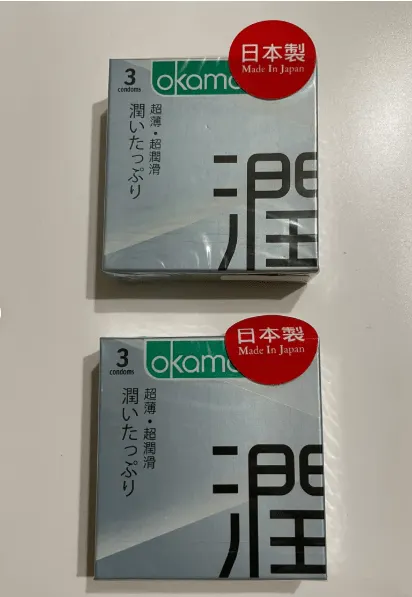 日本製
Made In Japan
3
condoms
okamo
超薄・超潤滑
潤いたっぷり
潤
日本製
Made In Japan
3
condoms
okamo
超薄・超潤滑
潤いたっぷり
潤